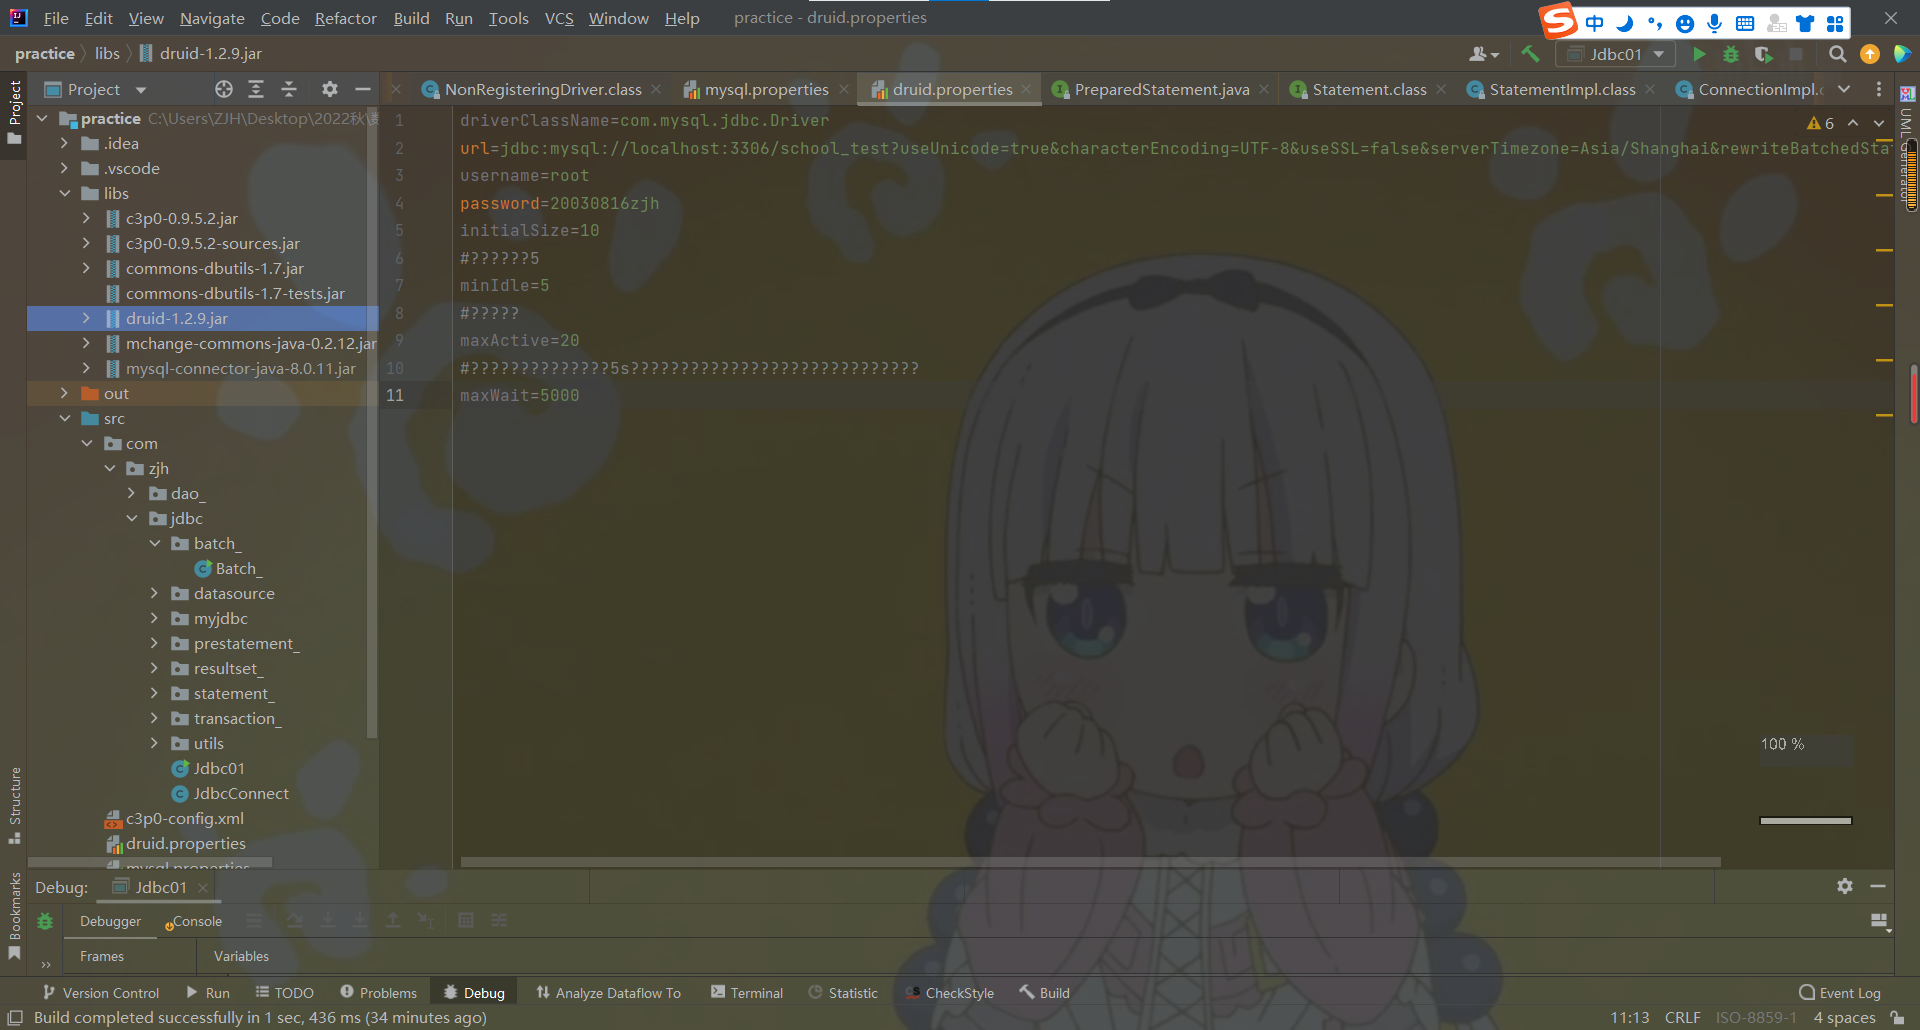 File Edit View Navigate Code Refactor Build Run Tools VCS Window Help practice - druid.properties
中
practice libs druid-1.2.9.jar
Jdbc01
Project
NonRegisteringDriver.class mysql.properties druid.properties PreparedStatement.java Statement.class StatementImpl.class ConnectionImpl.c
Project
practice C:\Users\ZJH\Desktop\2022秋\
.idea
.vscode
libs
c3p0-0.9.5.2.jar
c3p0-0.9.5.2-sources.jar
commons-dbutils-1.7.jar
commons-dbutils-1.7-tests.jar
druid-1.2.9.jar
mchange-commons-java-0.2.12.jar
mysql-connector-java-8.0.11.jar
out
src
com
zjh
dao_
jdbc
batch_
Batch_
datasource
myjdbc
prestatement_
resultset_
statement_
transaction_
utils
Jdbc01
JdbcConnect
c3p0-config.xml
druid.properties
mysql.properties
1 driverClassName=com.mysql.jdbc.Driver
2 url=jdbc:mysql://localhost:3306/school_test?useUnicode=true&characterEncoding=UTF-8&useSSL=false&serverTimezone=Asia/Shanghai&rewriteBatchedSta
3 username=root
4 password=20030816zjh
5 initialSize=10
6 #??????5
7 minIdle=5
8 #?????
9 maxActive=20
10 #??????????????5s?????????????????????????????
11 maxWait=5000
6
UML Generator
100 %
Structure
Bookmarks
Debug: Jdbc01
Debugger Console
Frames Variables
Version Control Run TODO Problems Debug Analyze Dataflow To Terminal Statistic CheckStyle Build Event Log
Build completed successfully in 1 sec, 436 ms (34 minutes ago) 11:13 CRLF ISO-8859-1 4 spaces